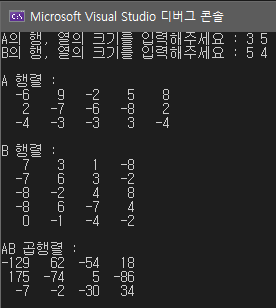 Microsoft Visual Studio 디버그 콘솔
A의 행, 열의 크기를 입력해주세요 : 3 5
B의 행, 열의 크기를 입력해주세요 : 5 4
A 행렬 :
-6 9 -2 5 8
2 -7 -6 -8 2
-4 -3 -3 3 -4
B 행렬 :
7 3 1 -8
-7 6 3 -2
-8 -2 4 8
-8 6 -7 4
0 -1 -4 -2
AB 곱행렬 :
-129 62 -54 18
175 -74 5 -86
-7 -2 -30 34